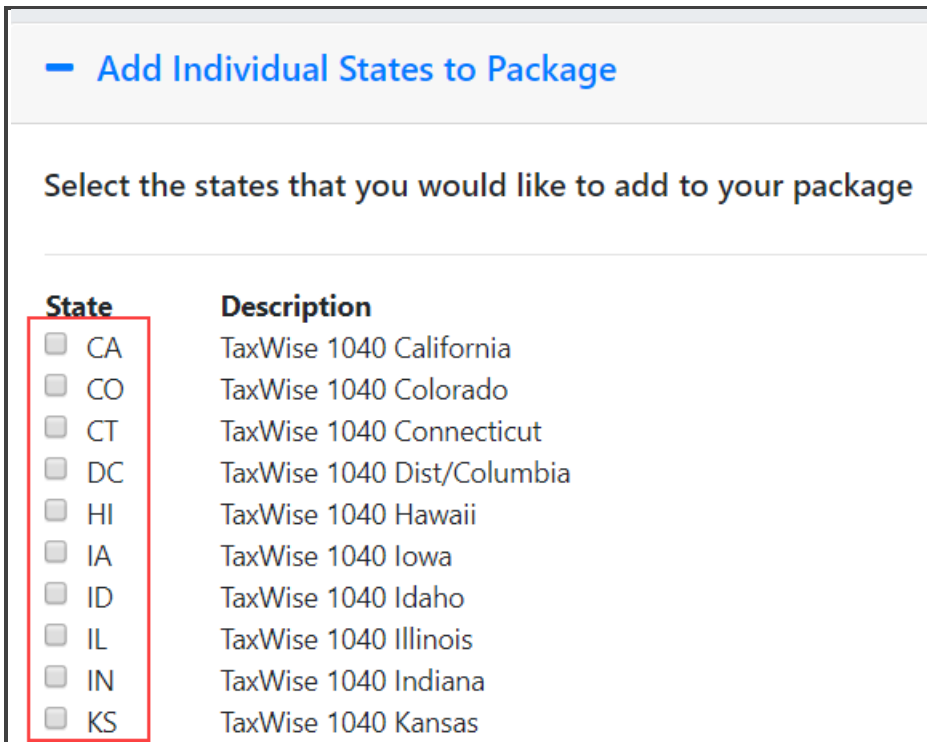 Add Individual States to Package
Select the states that you would like to add to your package
State Description
CA TaxWise 1040 California
CO TaxWise 1040 Colorado
CT TaxWise 1040 Connecticut
DC TaxWise 1040 Dist/Columbia
HI TaxWise 1040 Hawaii
IA TaxWise 1040 Iowa
ID TaxWise 1040 Idaho
IL TaxWise 1040 Illinois
IN TaxWise 1040 Indiana
KS TaxWise 1040 Kansas